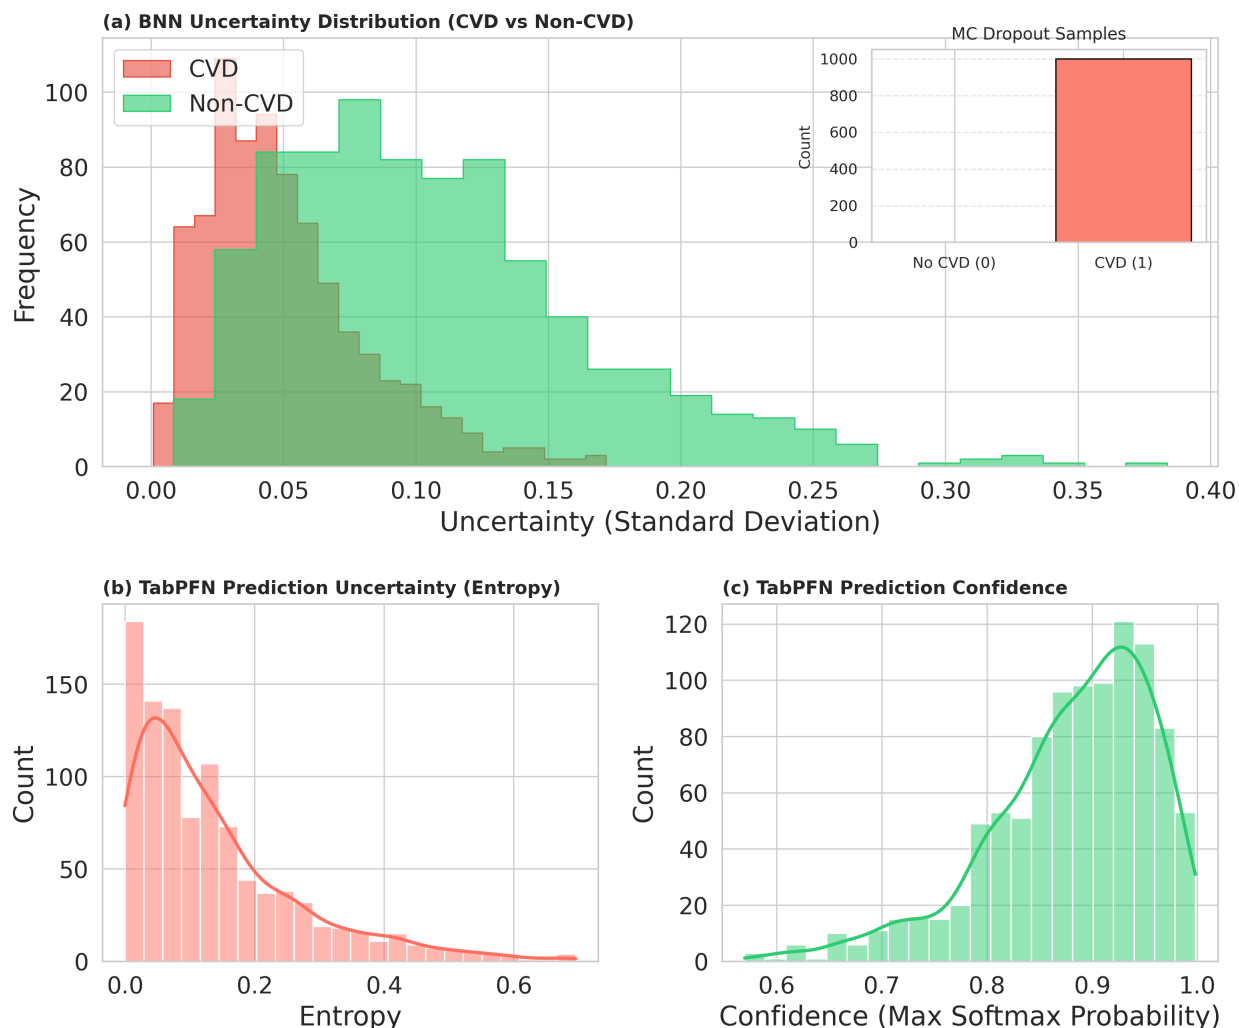 (a) BNN Uncertainty Distribution (CVD vs Non-CVD)
CVD
Non-CVD
100
80
60
40
20
0
Frequency
0.00 0.05 0.10 0.15 0.20 0.25 0.30 0.35 0.40
Uncertainty (Standard Deviation)
MC Dropout Samples
1000
800
600
400
200
0
Count
No CVD (0) CVD (1)
(b) TabPFN Prediction Uncertainty (Entropy)
150
100
50
0
Count
0.0 0.2 0.4 0.6
Entropy
(c) TabPFN Prediction Confidence
120
100
80
60
40
20
0
Count
0.6 0.7 0.8 0.9 1.0
Confidence (Max Softmax Probability)